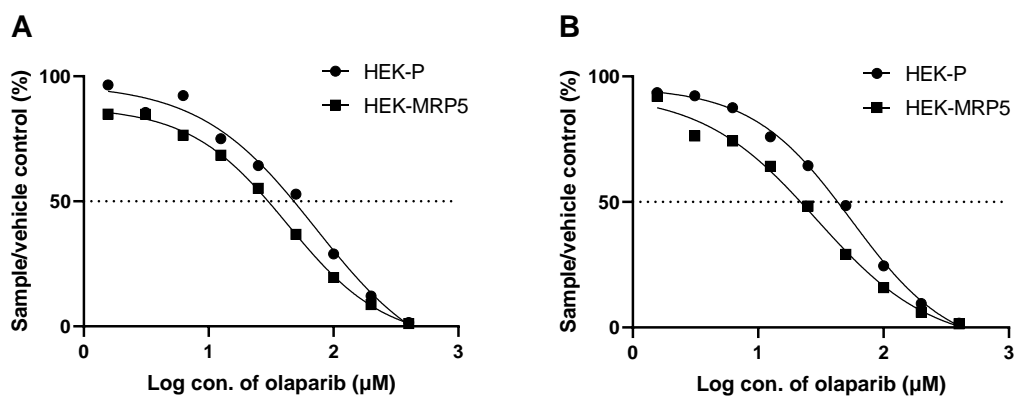 A
Sample/vehicle control (%)
100
50
0
0
1
2
3
Log con. of olaparib (µM)
HEK-P
HEK-MRP5
B
Sample/vehicle control (%)
100
50
0
0
1
2
3
Log con. of olaparib (µM)
HEK-P
HEK-MRP5